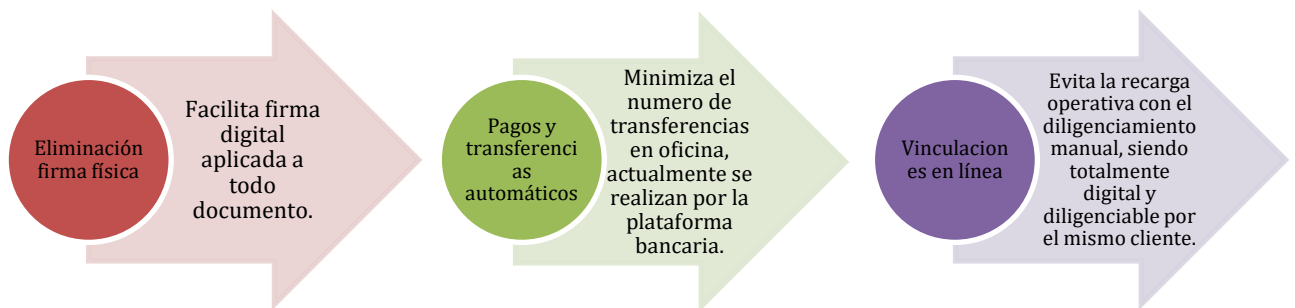 Eliminación
firma física
Facilita firma
digital
aplicada a
todo
documento.
Pagos y
transferenci
as
automáticos
Minimiza el
numero de
transferencias
en oficina,
actualmente se
realizan por la
plataforma
bancaria.
Vinculacion
es en línea
Evita la recarga
operativa con el
diligenciamiento
manual, siendo
totalmente
digital y
diligenciable por
el mismo cliente.